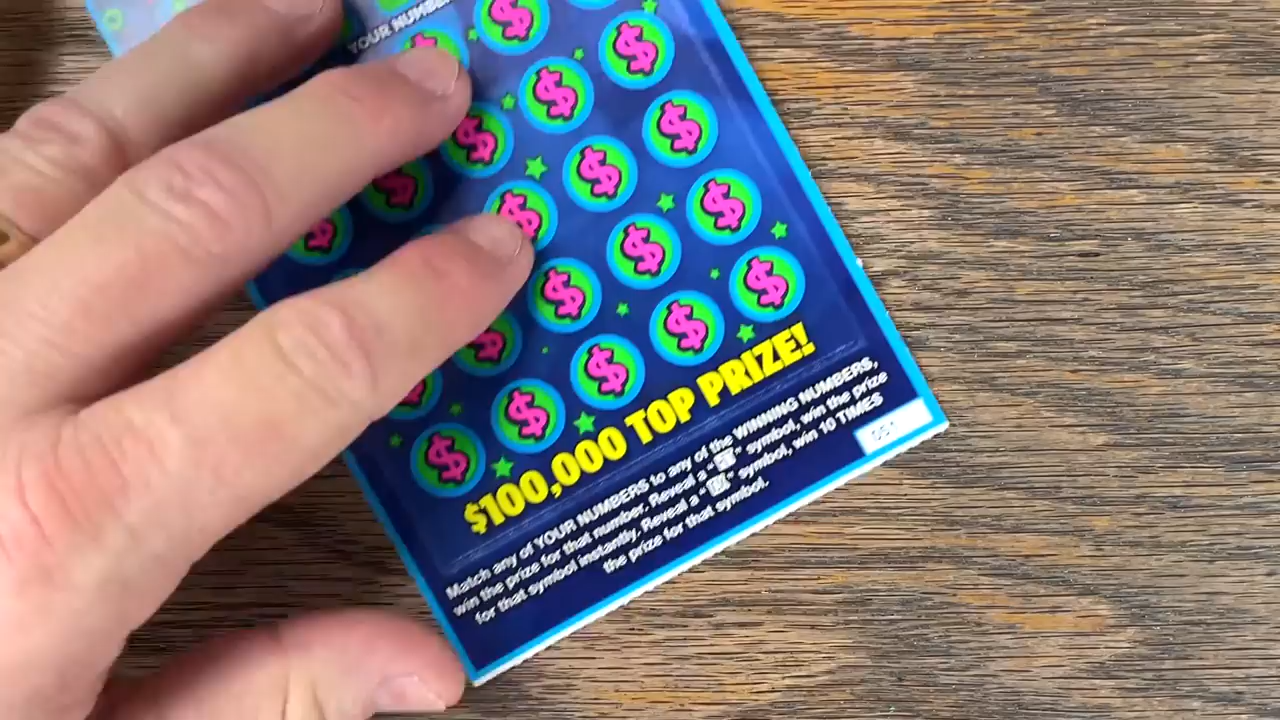 YOUR NUMBE
$100,000 TOP PRIZE!
Match any of YOUR NUMBERS to any of the WINNING NUMBERS,
win the prize for that number. Reveal a " " symbol, win the prize
for that symbol instantly. Reveal a " " symbol, win 10 TIMES
the prize for that symbol.
051